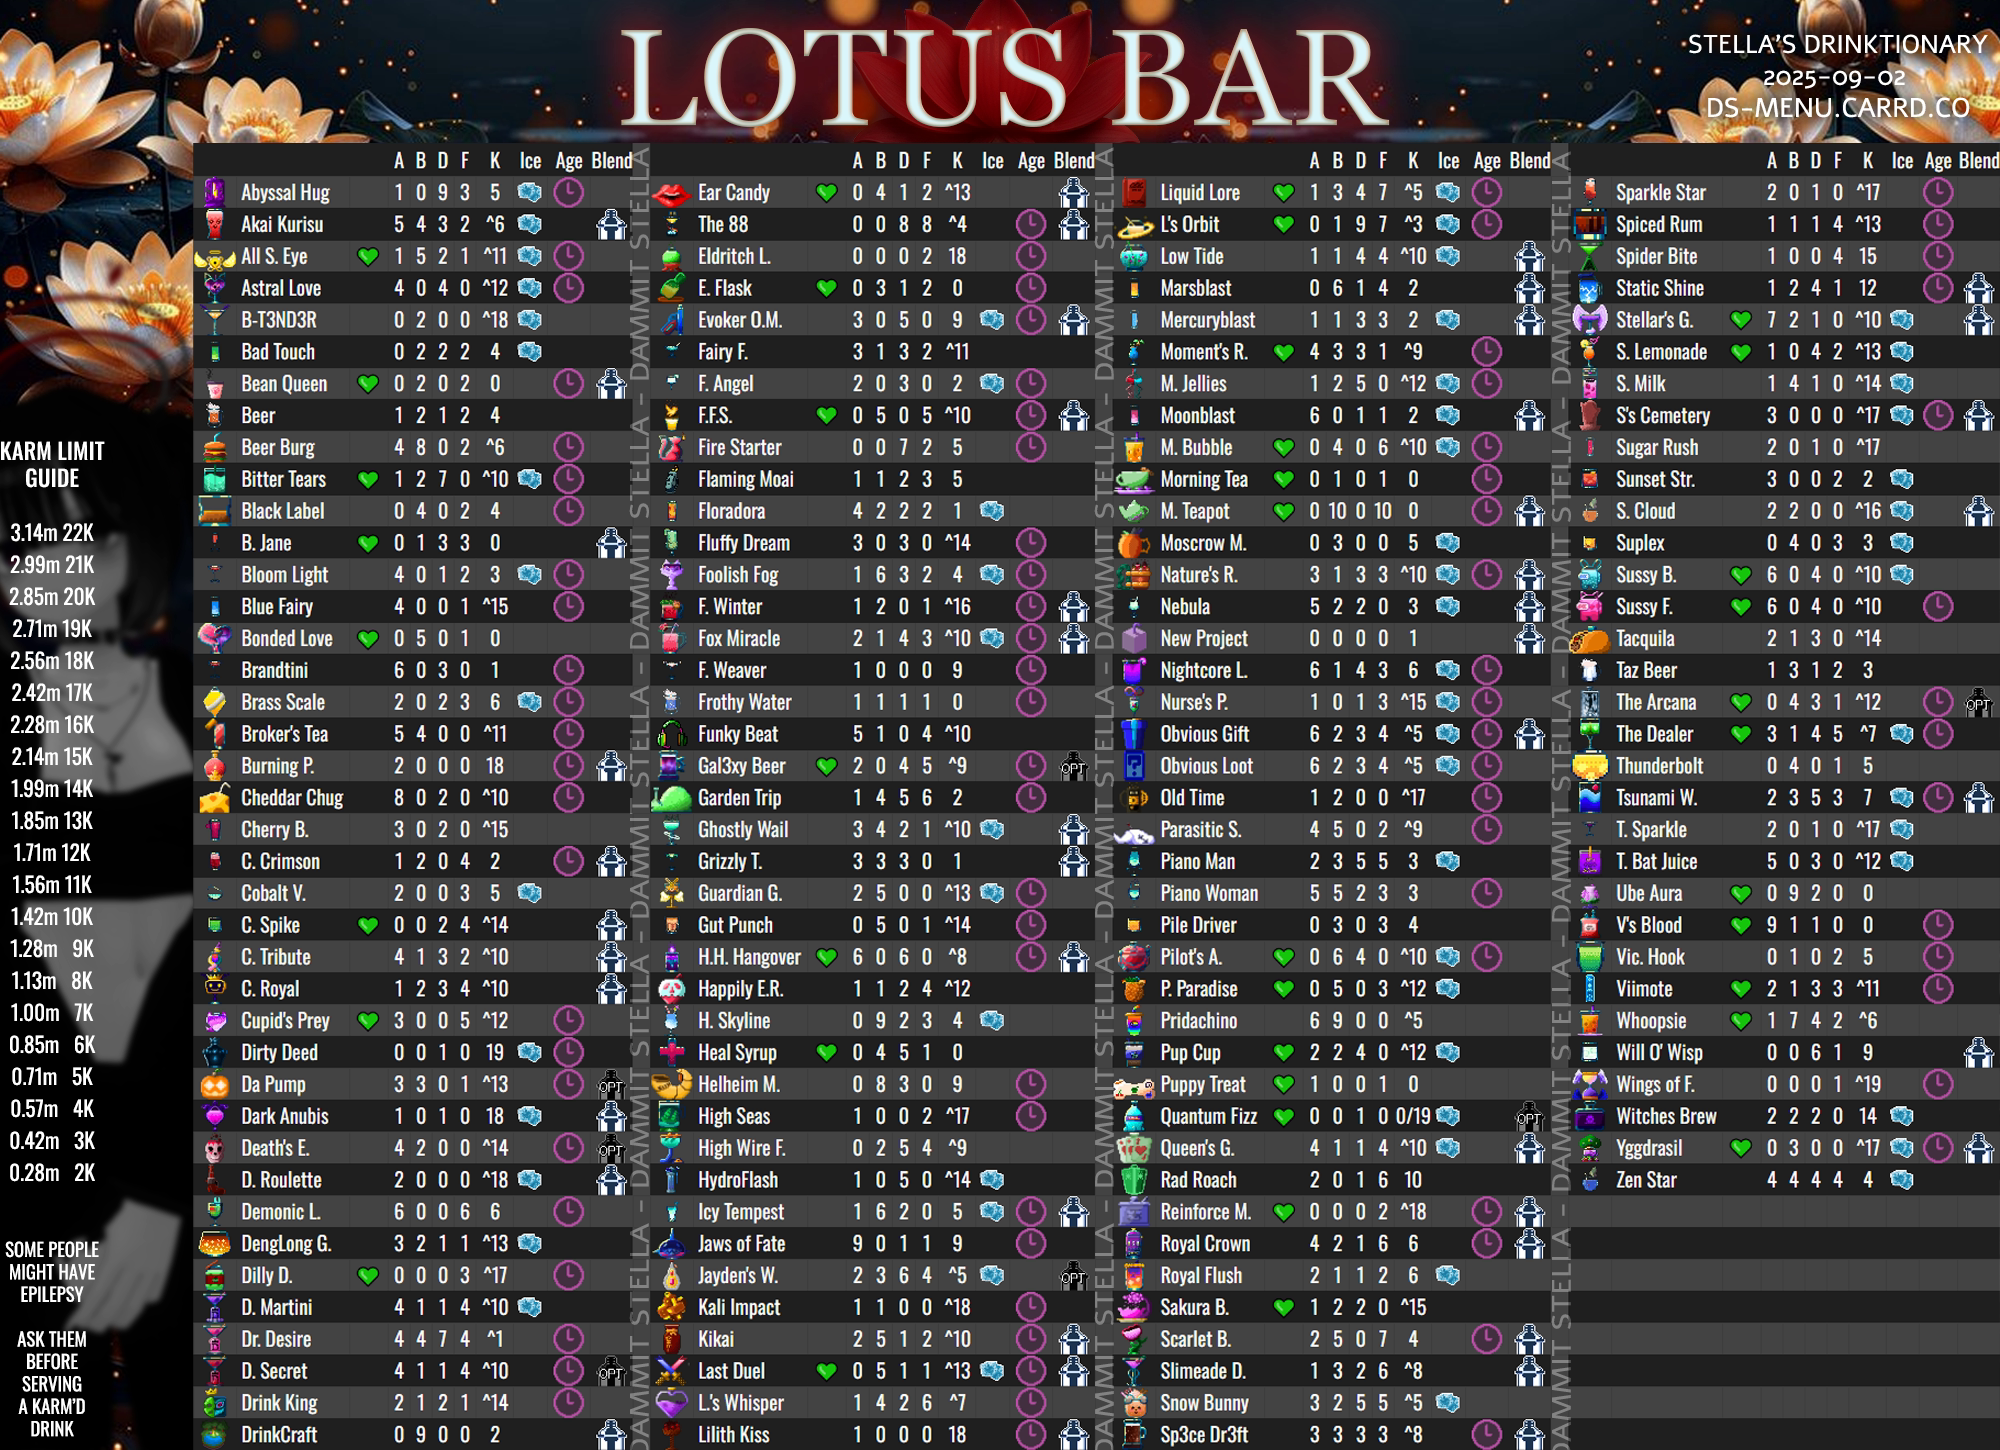 LOTUS BAR
STELLA'S DRINKTIONARY
2025-09-02
DS-MENU.CARRD.CO
KARM LIMIT
GUIDE
3.14m 22K
2.99m 21K
2.85m 20K
2.71m 19K
2.56m 18K
2.42m 17K
2.28m 16K
2.14m 15K
1.99m 14K
1.85m 13K
1.71m 12K
1.56m 11K
1.42m 10K
1.28m 9K
1.13m 8K
1.00m 7K
0.85m 6K
0.71m 5K
0.57m 4K
0.42m 3K
0.28m 2K
SOME PEOPLE
MIGHT HAVE
EPILEPSY
ASK THEM
BEFORE
SERVING
A KARM'D
DRINK
A B D F K Ice Age Blend
Abyssal Hug 1 0 9 3 5
Akai Kurisu 5 4 3 2 ^6
All S. Eye 1 5 2 1 ^11
Astral Love 4 0 4 0 ^12
B-T3ND3R 0 2 0 0 ^18
Bad Touch 0 2 2 2 4
Bean Queen 0 2 0 2 0
Beer 1 2 1 2 4
Beer Burg 4 8 0 2 ^6
Bitter Tears 1 2 7 0 ^10
Black Label 0 4 0 2 4
B. Jane 0 1 3 3 0
Bloom Light 4 0 1 2 3
Blue Fairy 4 0 0 1 ^15
Bonded Love 0 5 0 1 0
Brandtini 6 0 3 0 1
Brass Scale 2 0 2 3 6
Broker's Tea 5 4 0 0 ^11
Burning P. 2 0 0 0 18
Cheddar Chug 8 0 2 0 ^10
Cherry B. 3 0 2 0 ^15
C. Crimson 1 2 0 4 2
Cobalt V. 2 0 0 3 5
C. Spike 0 0 2 4 ^14
C. Tribute 4 1 3 2 ^10
C. Royal 1 2 3 4 ^10
Cupid's Prey 3 0 0 5 ^12
Dirty Deed 0 0 1 0 19
Da Pump 3 3 0 1 ^13 OPT
Dark Anubis 1 0 1 0 18
Death's E. 4 2 0 0 ^14 OPT
D. Roulette 2 0 0 0 ^18
Demonic L. 6 0 0 6 6
DengLong G. 3 2 1 1 ^13
Dilly D. 0 0 0 3 ^17
D. Martini 4 1 1 4 ^10
Dr. Desire 4 4 7 4 ^1
D. Secret 4 1 1 4 ^10 OPT
Drink King 2 1 2 1 ^14
DrinkCraft 0 9 0 0 2
DAMMIT STELLA - DAMMIT STELLA - DAMMIT STELLA - DAMMIT STELLA
A B D F K Ice Age Blend
Ear Candy 0 4 1 2 ^13
The 88 0 0 8 8 ^4
Eldritch L. 0 0 0 2 18
E. Flask 0 3 1 2 0
Evoker O.M. 3 0 5 0 9
Fairy F. 3 1 3 2 ^11
F. Angel 2 0 3 0 2
F.F.S. 0 5 0 5 ^10
Fire Starter 0 0 7 2 5
Flaming Moai 1 1 2 3 5
Floradora 4 2 2 2 1
Fluffy Dream 3 0 3 0 ^14
Foolish Fog 1 6 3 2 4
F. Winter 1 2 0 1 ^16
Fox Miracle 2 1 4 3 ^10
F. Weaver 1 0 0 0 9
Frothy Water 1 1 1 1 0
Funky Beat 5 1 0 4 ^10
Gal3xy Beer 2 0 4 5 ^9 OPT
Garden Trip 1 4 5 6 2
Ghostly Wail 3 4 2 1 ^10
Grizzly T. 3 3 3 0 1
Guardian G. 2 5 0 0 ^13
Gut Punch 0 5 0 1 ^14
H.H. Hangover 6 0 6 0 ^8
Happily E.R. 1 1 2 4 ^12
H. Skyline 0 9 2 3 4
Heal Syrup 0 4 5 1 0
Helheim M. 0 8 3 0 9
High Seas 1 0 0 2 ^17
High Wire F. 0 2 5 4 ^9
HydroFlash 1 0 5 0 ^14
Icy Tempest 1 6 2 0 5
Jaws of Fate 9 0 1 1 9
Jayden's W. 2 3 6 4 ^5 OPT
Kali Impact 1 1 0 0 ^18
Kikai 2 5 1 2 ^10
Last Duel 0 5 1 1 ^13
L.'s Whisper 1 4 2 6 ^7
Lilith Kiss 1 0 0 0 18
DAMMIT STELLA - DAMMIT STELLA - DAMMIT STELLA - DAMMIT STELLA
A B D F K Ice Age Blend
Liquid Lore 1 3 4 7 ^5
L's Orbit 0 1 9 7 ^3
Low Tide 1 1 4 4 ^10
Marsblast 0 6 1 4 2
Mercuryblast 1 1 3 3 2
Moment's R. 4 3 3 1 ^9
M. Jellies 1 2 5 0 ^12
Moonblast 6 0 1 1 2
M. Bubble 0 4 0 6 ^10
Morning Tea 0 1 0 1 0
M. Teapot 0 10 0 10 0
Moscrow M. 0 3 0 0 5
Nature's R. 3 1 3 3 ^10
Nebula 5 2 2 0 3
New Project 0 0 0 0 1
Nightcore L. 6 1 4 3 6
Nurse's P. 1 0 1 3 ^15
Obvious Gift 6 2 3 4 ^5
Obvious Loot 6 2 3 4 ^5
Old Time 1 2 0 0 ^17
Parasitic S. 4 5 0 2 ^9
Piano Man 2 3 5 5 3
Piano Woman 5 5 2 3 3
Pile Driver 0 3 0 3 4
Pilot's A. 0 6 4 0 ^10
P. Paradise 0 5 0 3 ^12
Pridachino 6 9 0 0 ^5
Pup Cup 2 2 4 0 ^12
Puppy Treat 1 0 0 1 0
Quantum Fizz 0 0 1 0 0/19 OPT
Queen's G. 4 1 1 4 ^10
Rad Roach 2 0 1 6 10
Reinforce M. 0 0 0 2 ^18
Royal Crown 4 2 1 6 6
Royal Flush 2 1 1 2 6
Sakura B. 1 2 2 0 ^15
Scarlet B. 2 5 0 7 4
Slimeade D. 1 3 2 6 ^8
Snow Bunny 3 2 5 5 ^5
Sp3ce Dr3ft 3 3 3 3 ^8
DAMMIT STELLA - DAMMIT STELLA - DAMMIT STELLA - DAMMIT STELLA
A B D F K Ice Age Blend
Sparkle Star 2 0 1 0 ^17
Spiced Rum 1 1 1 4 ^13
Spider Bite 1 0 0 4 15
Static Shine 1 2 4 1 12
Stellar's G. 7 2 1 0 ^10
S. Lemonade 1 0 4 2 ^13
S. Milk 1 4 1 0 ^14
S's Cemetery 3 0 0 0 ^17
Sugar Rush 2 0 1 0 ^17
Sunset Str. 3 0 0 2 2
S. Cloud 2 2 0 0 ^16
Suplex 0 4 0 3 3
Sussy B. 6 0 4 0 ^10
Sussy F. 6 0 4 0 ^10
Tacquila 2 1 3 0 ^14
Taz Beer 1 3 1 2 3
The Arcana 0 4 3 1 ^12 OPT
The Dealer 3 1 4 5 ^7
Thunderbolt 0 4 0 1 5
Tsunami W. 2 3 5 3 7
T. Sparkle 2 0 1 0 ^17
T. Bat Juice 5 0 3 0 ^12
Ube Aura 0 9 2 0 0
V's Blood 9 1 1 0 0
Vic. Hook 0 1 0 2 5
Viimote 2 1 3 3 ^11
Whoopsie 1 7 4 2 ^6
Will O' Wisp 0 0 6 1 9
Wings of F. 0 0 0 1 ^19
Witches Brew 2 2 2 0 14
Yggdrasil 0 3 0 0 ^17
Zen Star 4 4 4 4 4